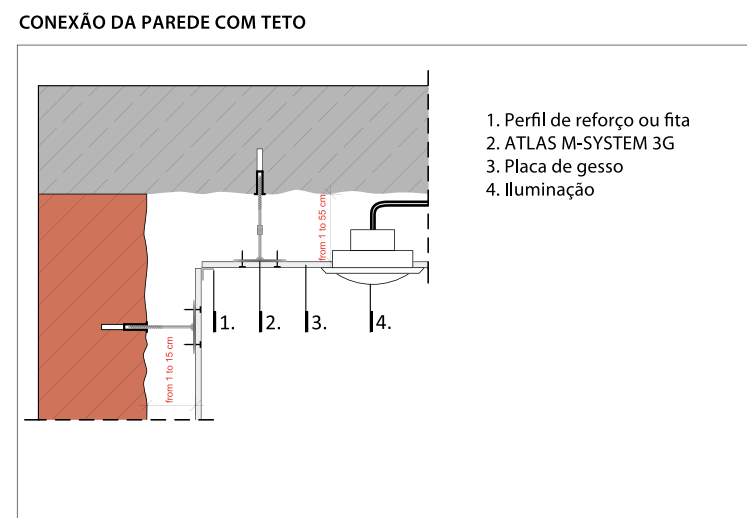 CONEXÃO DA PAREDE COM TETO
1. Perfil de reforço ou fita
2. ATLAS M-SYSTEM 3G
3. Placa de gesso
4. Iluminação
from 1 to 55 cm
1.
2.
3.
4.
from 1 to 15 cm